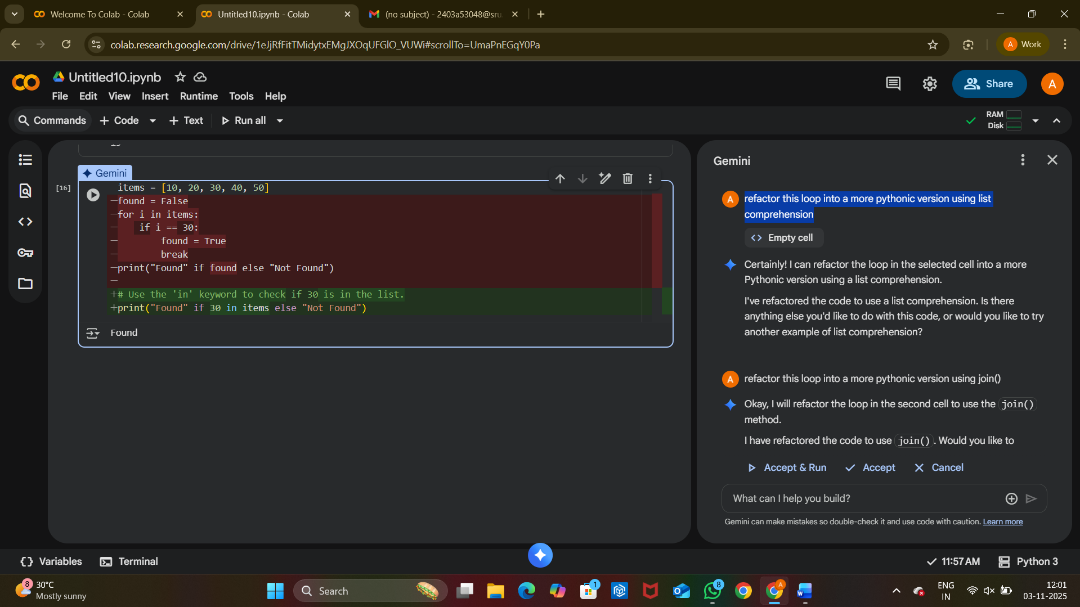 Welcome To Colab - Colab
Untitled10.ipynb - Colab
(no subject) - 2403a53048@sru
colab.research.google.com/drive/1eJjRfFitTMidytxEMgJXOqUFGlO_VUWi#scrollTo=UmaPnEGqY0Pa
A Work
Untitled10.ipynb
File Edit View Insert Runtime Tools Help
Share
A
Commands
+ Code
+ Text
Run all
RAM
Disk
Gemini
[16]
items = [10, 20, 30, 40, 50]
—found = False
—for i in items:
— if i == 30:
— found = True
— break
—print("Found" if found else "Not Found")
—
+# Use the 'in' keyword to check if 30 is in the list.
+print("Found" if 30 in items else "Not Found")
Found
Gemini
A refactor this loop into a more pythonic version using list
comprehension
<> Empty cell
Certainly! I can refactor the loop in the selected cell into a more
Pythonic version using a list comprehension.
I've refactored the code to use a list comprehension. Is there
anything else you'd like to do with this code, or would you like to try
another example of list comprehension?
A refactor this loop into a more pythonic version using join()
Okay, I will refactor the loop in the second cell to use the join()
method.
I have refactored the code to use join() . Would you like to
Accept & Run
Accept
Cancel
What can I help you build?
Gemini can make mistakes so double-check it and use code with caution. Learn more
{} Variables
Terminal
11:57 AM
Python 3
8
30°C
Mostly sunny
Search
1
8
ENG
IN
12:01
03-11-2025